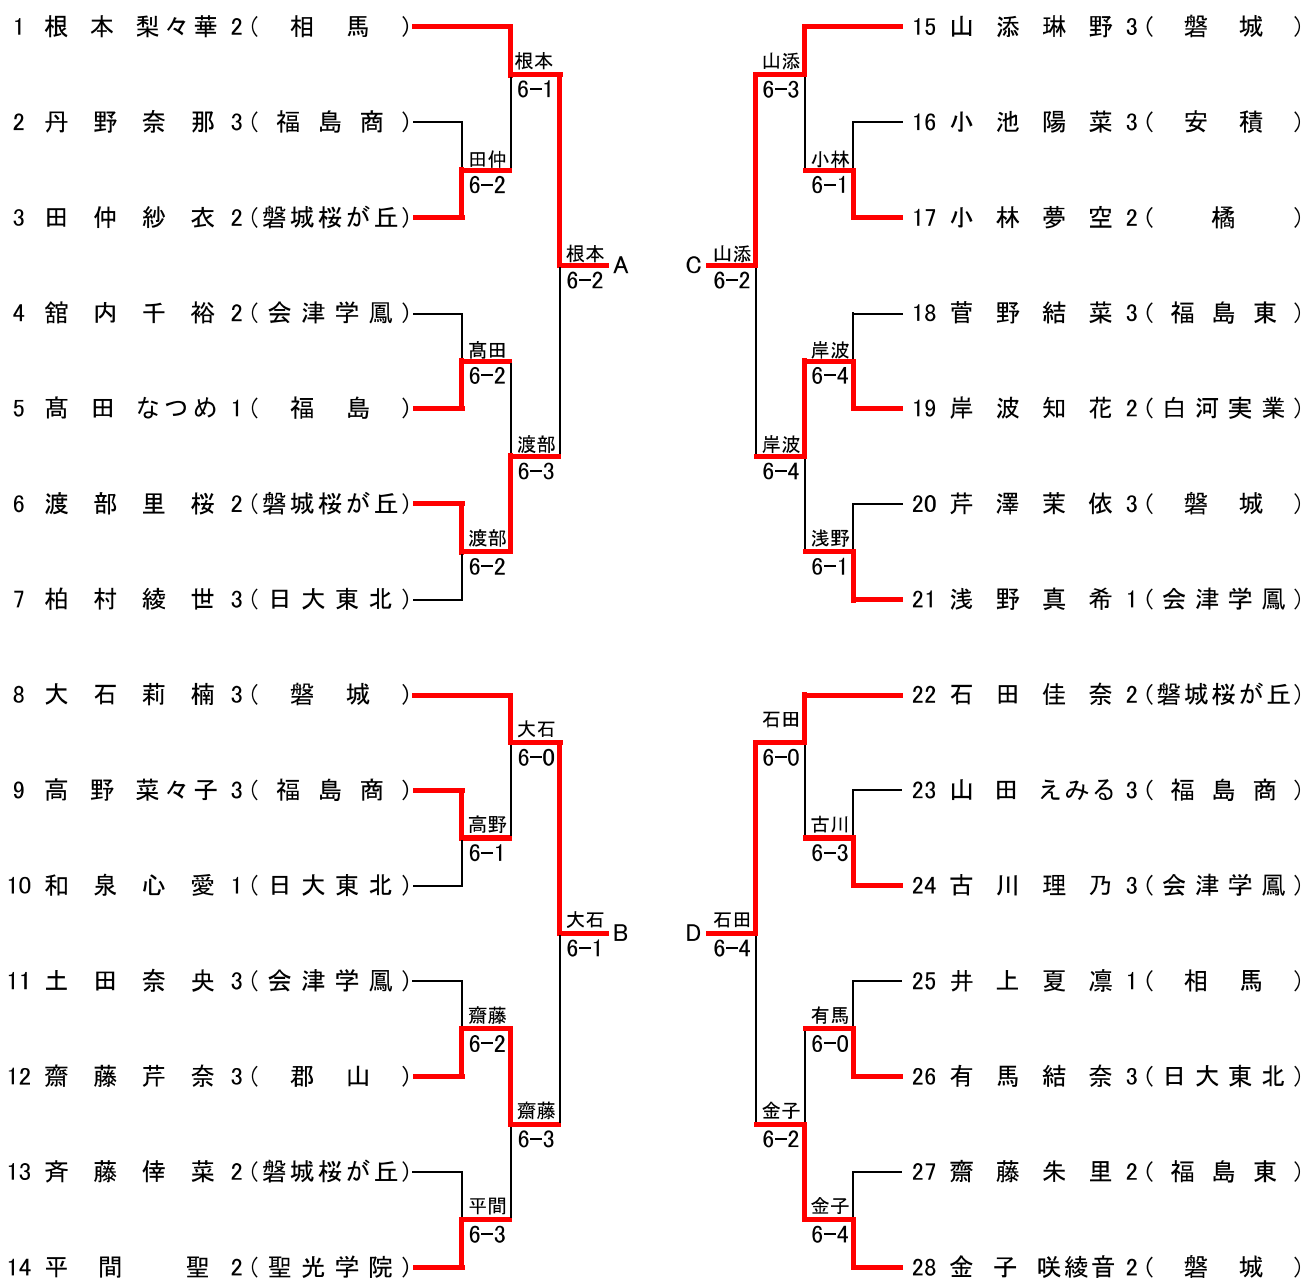 1 根本梨々華 2(相馬)
根本
6-1
2 丹野奈那 3(福島商)
田仲
6-2
3 田仲紗衣 2(磐城桜が丘)
根本 A
6-2
4 舘内千裕 2(会津学鳳)
髙田
6-2
5 髙田なつめ 1(福島)
渡部
6-3
6 渡部里桜 2(磐城桜が丘)
渡部
6-2
7 柏村綾世 3(日大東北)
8 大石莉楠 3(磐城)
大石
6-0
9 高野菜々子 3(福島商)
高野
6-1
10 和泉心愛 1(日大東北)
大石 B
6-1
11 土田奈央 3(会津学鳳)
齋藤
6-2
12 齋藤芹奈 3(郡山)
齋藤
6-3
13 斉藤倖菜 2(磐城桜が丘)
平間
6-3
14 平間聖 2(聖光学院)
15 山添琳野 3(磐城)
山添
6-3
16 小池陽菜 3(安積)
小林
6-1
17 小林夢空 2(橘)
C 山添
6-2
18 菅野結菜 3(福島東)
岸波
6-4
19 岸波知花 2(白河実業)
岸波
6-4
20 芹澤茉依 3(磐城)
浅野
6-1
21 浅野真希 1(会津学鳳)
22 石田佳奈 2(磐城桜が丘)
石田
6-0
23 山田えみる 3(福島商)
古川
6-3
24 古川理乃 3(会津学鳳)
D 石田
6-4
25 井上夏凛 1(相馬)
有馬
6-0
26 有馬結奈 3(日大東北)
金子
6-2
27 齋藤朱里 2(福島東)
金子
6-4
28 金子咲綾音 2(磐城)